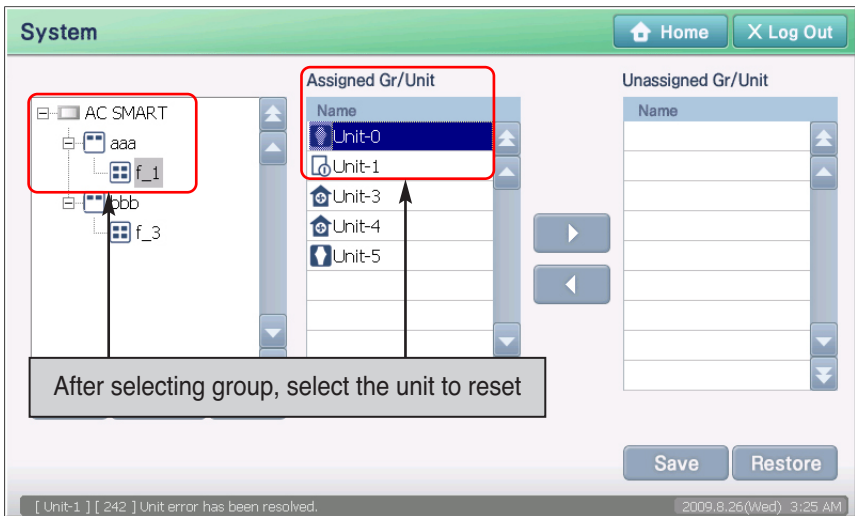 System
Home
X Log Out
Assigned Gr/Unit
Unassigned Gr/Unit
AC SMART
aaa
f_1
bbb
f_3
Name
Unit-0
Unit-1
Unit-3
Unit-4
Unit-5
Name
After selecting group, select the unit to reset
Save
Restore
[ Unit-1 ] [ 242 ] Unit error has been resolved.
2009.8.26(Wed) 3:25 AM